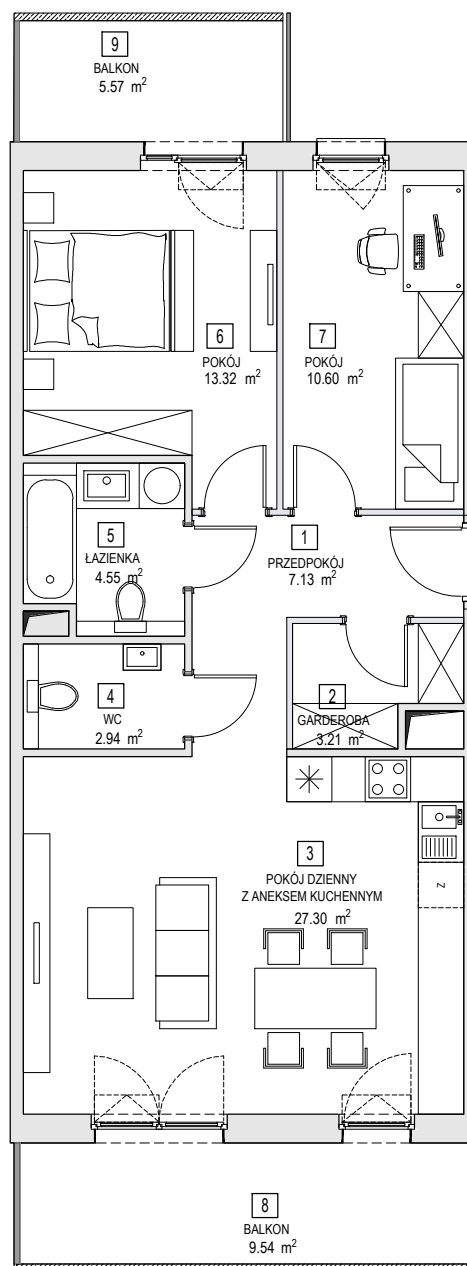 9
BALKON
5.57 m²
6
POKÓJ
13.32 m²
7
POKÓJ
10.60 m²
5
ŁAZIENKA
4.55 m²
1
PRZEDPOKÓJ
7.13 m²
4
WC
2.94 m²
2
GARDEROBA
3.21 m²
3
POKÓJ DZIENNY
Z ANEKSEM KUCHENNYM
27.30 m²
Z
8
BALKON
9.54 m²